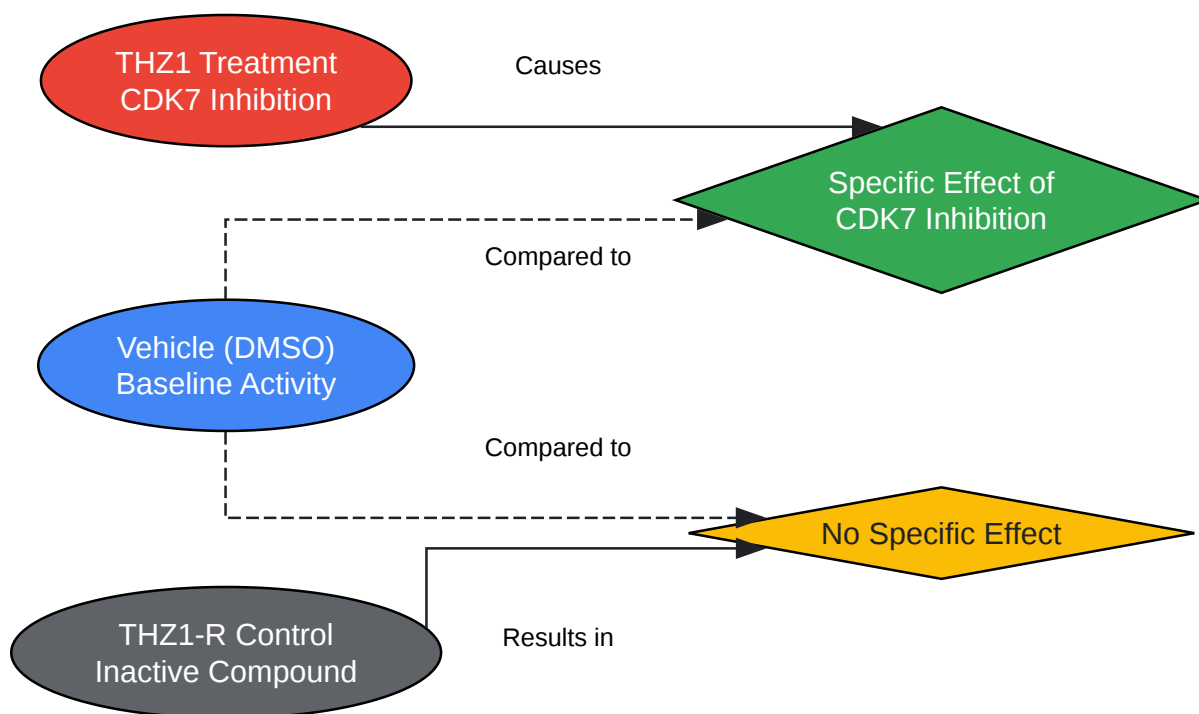 THZ1 Treatment
CDK7 Inhibition
Causes
Specific Effect of
CDK7 Inhibition
Compared to
Vehicle (DMSO)
Baseline Activity
Compared to
No Specific Effect
THZ1-R Control
Inactive Compound
Results in